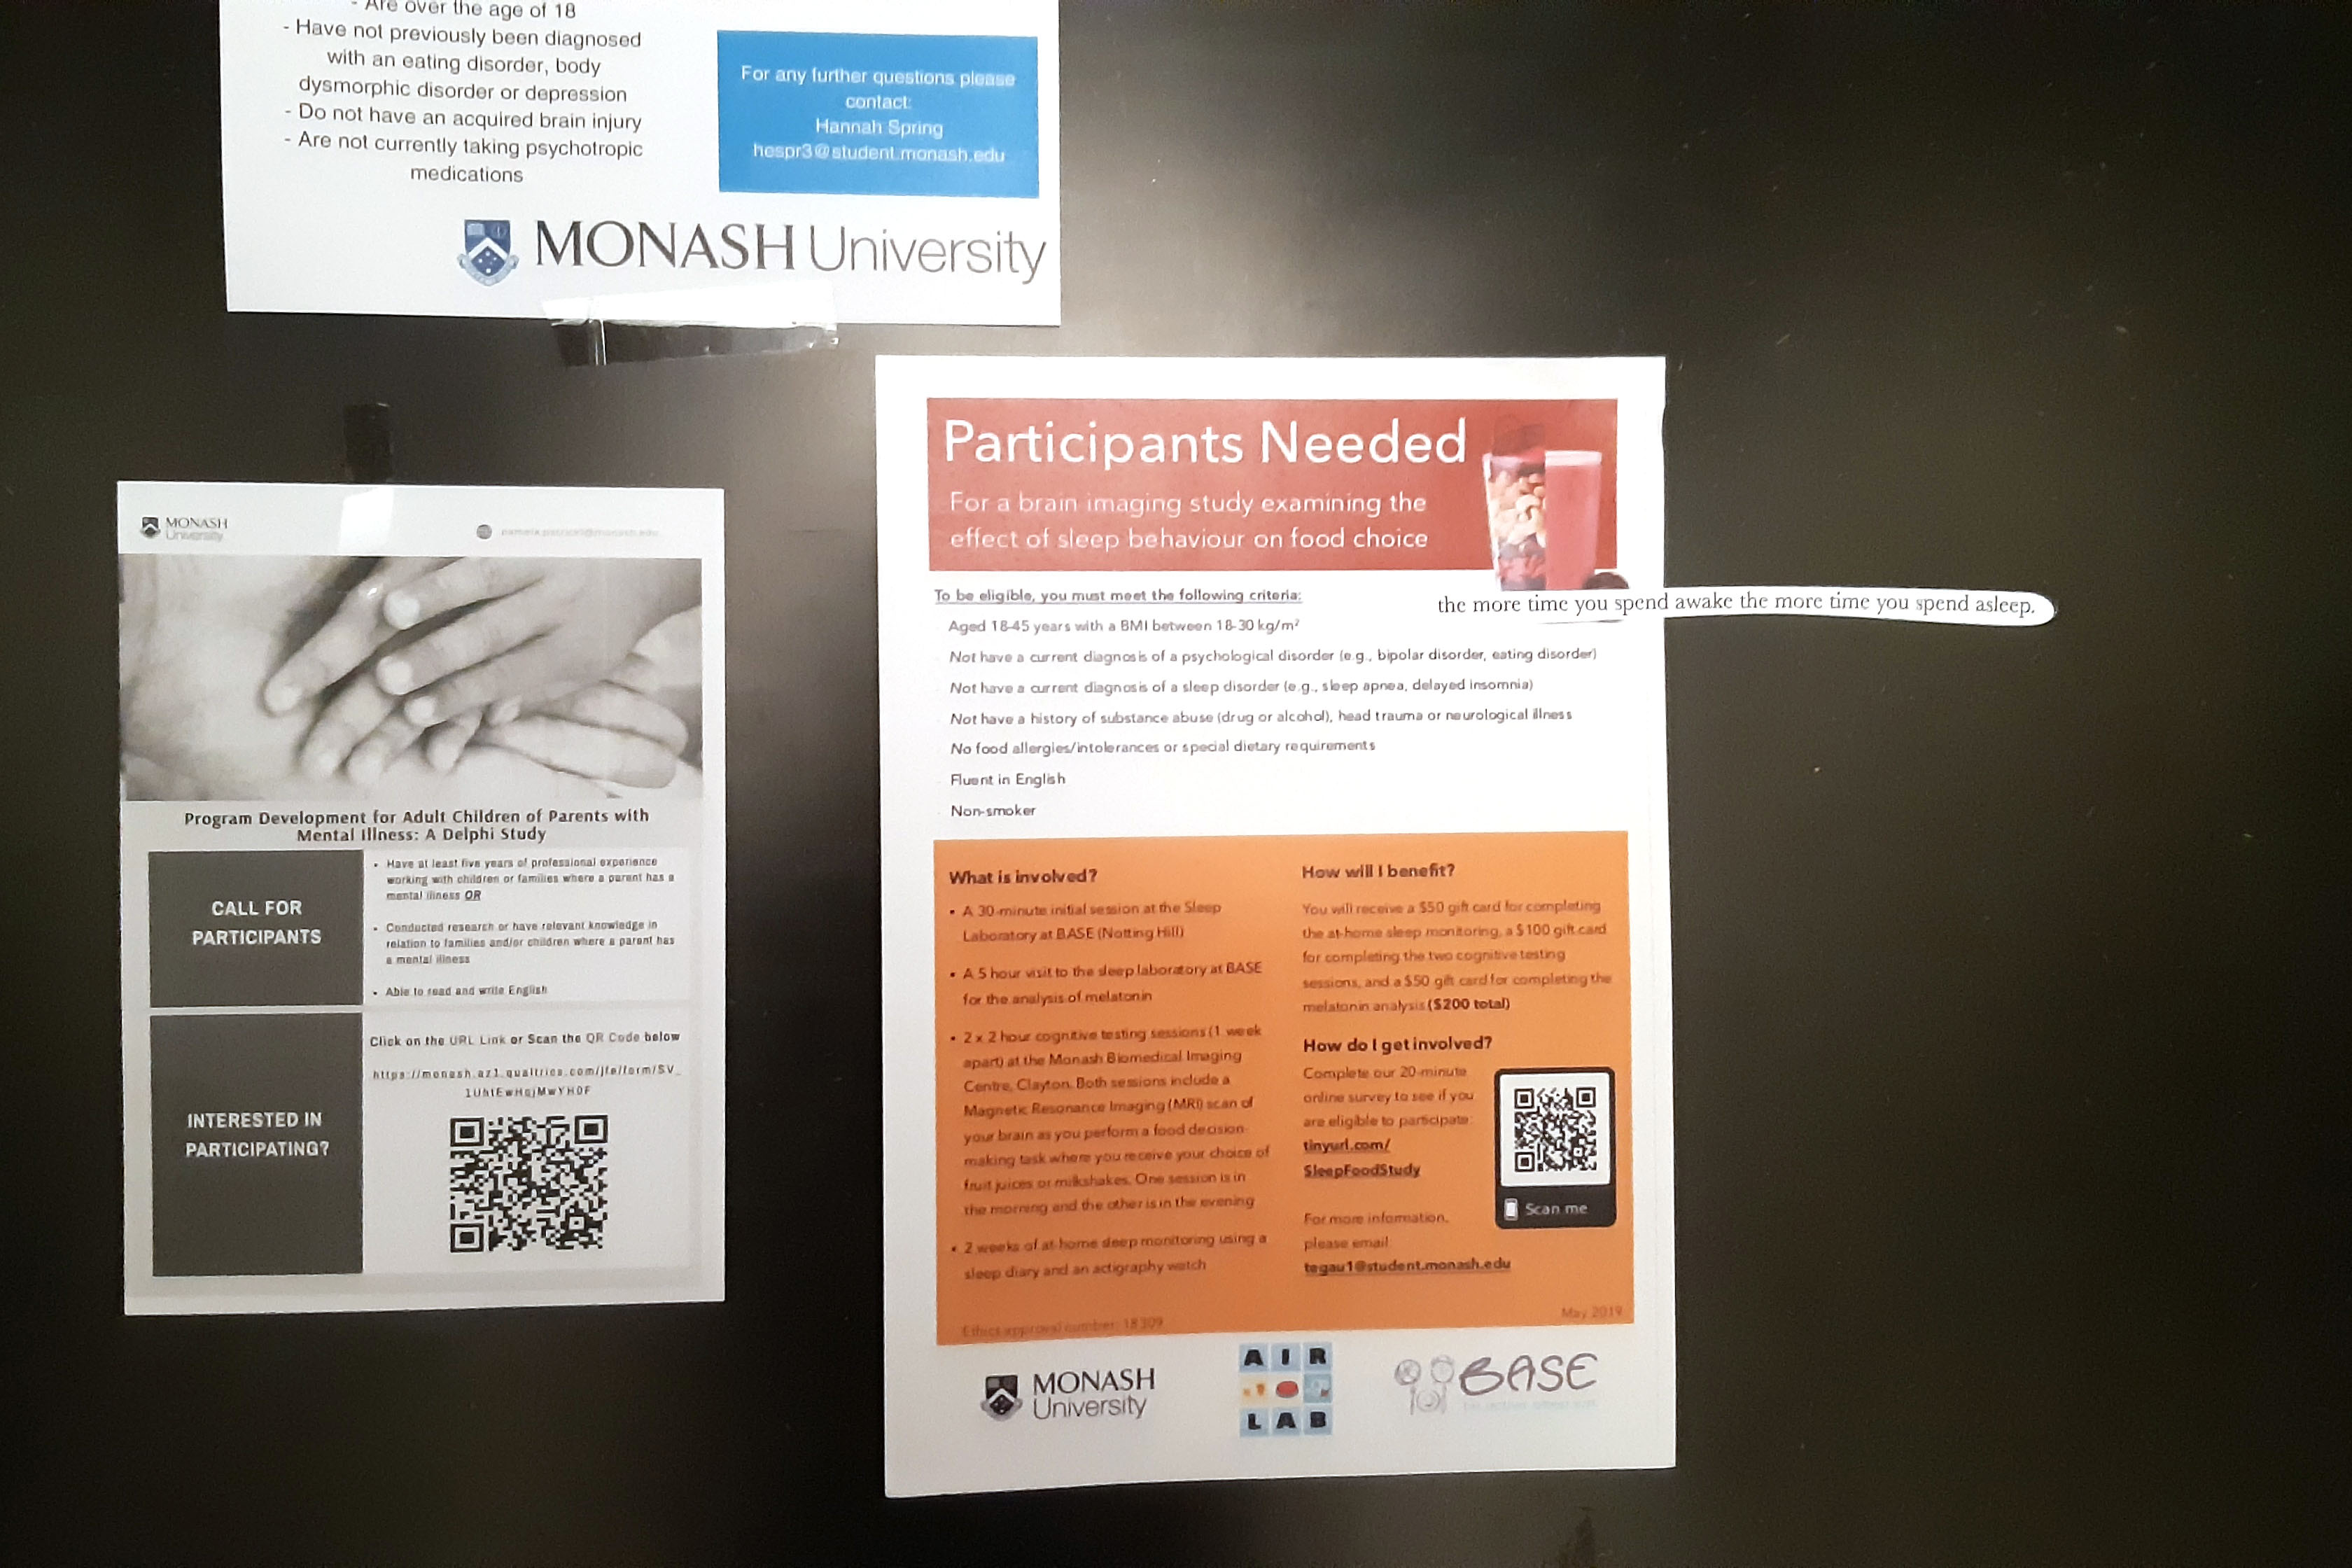 - Are over the age of 18
- Have not previously been diagnosed
with an eating disorder, body
dysmorphic disorder or depression
- Do not have an acquired brain injury
- Are not currently taking psychotropic
medications
For any further questions please
contact:
Hannah Spring
hespr3@student.monash.edu
MONASH University
MONASH
University
Program Development for Adult Children of Parents with
Mental Illness: A Delphi Study
CALL FOR
PARTICIPANTS
• Have at least five years of professional experience
working with children or families where a parent has a
mental illness OR
• Conducted research or have relevant knowledge in
relation to families and/or children where a parent has
a mental illness
• Able to read and write English
INTERESTED IN
PARTICIPATING?
Click on the URL Link or Scan the QR Code below
https://monash.az1.qualtrics.com/jfe/form/SV_
Participants Needed
For a brain imaging study examining the
effect of sleep behaviour on food choice
the more time you spend awake the more time you spend asleep.
To be eligible, you must meet the following criteria:
Aged 18-45 years with a BMI between 18-30 kg/m²
Not have a current diagnosis of a psychological disorder (e.g., bipolar disorder, eating disorder)
Not have a current diagnosis of a sleep disorder (e.g., sleep apnea, delayed insomnia)
Not have a history of substance abuse (drug or alcohol), head trauma or neurological illness
No food allergies/intolerances or special dietary requirements
Fluent in English
Non-smoker
What is involved?
• A 30-minute initial session at the Sleep
Laboratory at BASE (Notting Hill)
• A 5 hour visit to the sleep laboratory at BASE
for the analysis of melatonin
• 2 x 2 hour cognitive testing sessions (1 week
apart) at the Monash Biomedical Imaging
Centre, Clayton. Both sessions include a
Magnetic Resonance Imaging (MRI) scan of
your brain as you perform a food decision-
making task where you receive your choice of
fruit juices or milkshakes. One session is in
the morning and the other is in the evening
• 2 weeks of at-home sleep monitoring using a
sleep diary and an actigraphy watch
How will I benefit?
You will receive a $50 gift card for completing
the at-home sleep monitoring, a $100 gift card
for completing the two cognitive testing
sessions, and a $50 gift card for completing the
melatonin analysis ($200 total)
How do I get involved?
Complete our 20-minute
online survey to see if you
are eligible to participate:
tinyurl.com/
SleepFoodStudy
Scan me
For more information,
please email
tegau1@student.monash.edu
Ethics approval number: 18309
May 2019
MONASH
University
AIR
LAB
BASE